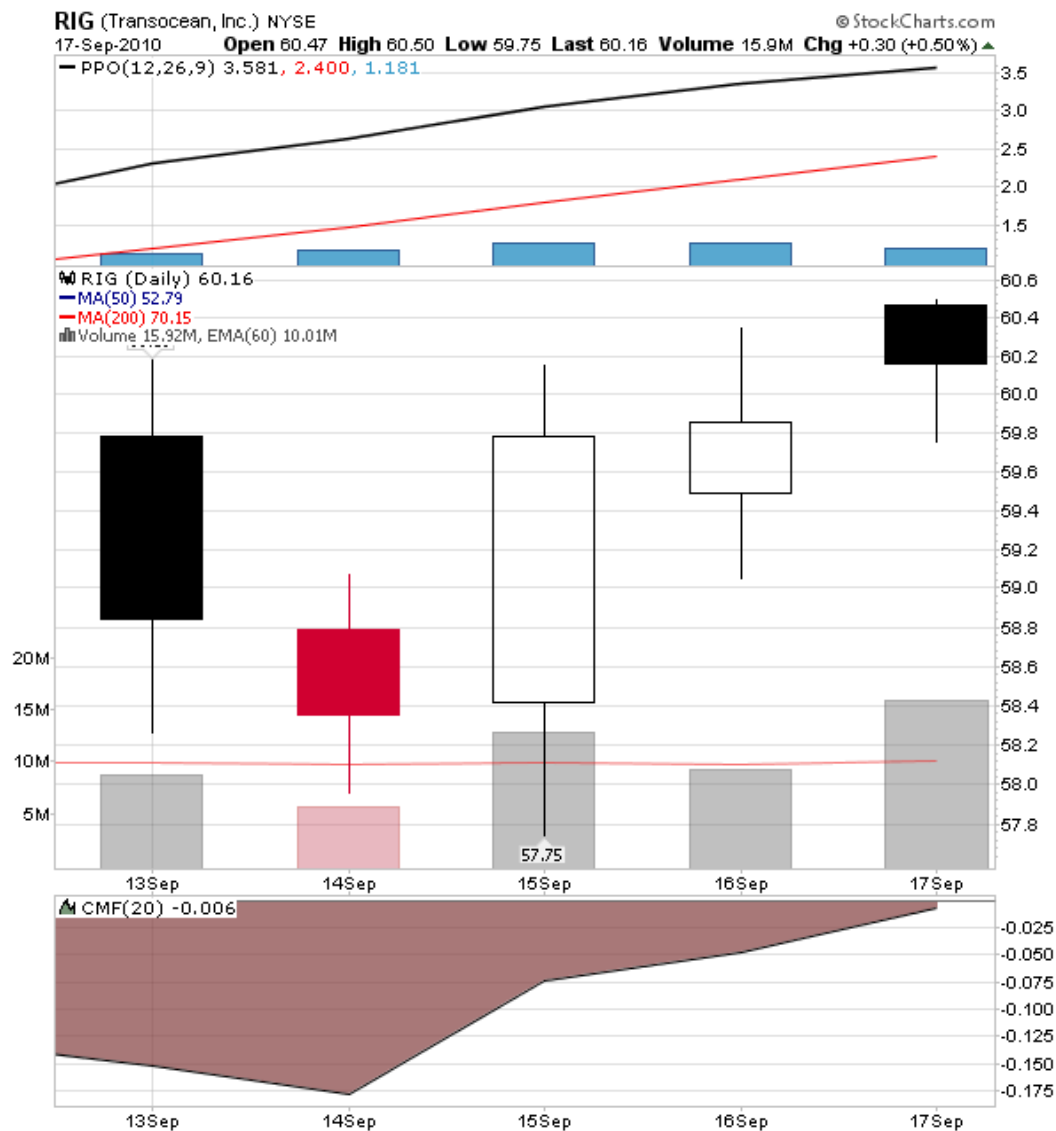 RIG (Transocean, Inc.) NYSE © StockCharts.com
17-Sep-2010 Open 60.47 High 60.50 Low 59.75 Last 60.16 Volume 15.9M Chg +0.30 (+0.50%)
PPO(12,26,9) 3.581, 2.400, 1.181
3.5
3.0
2.5
2.0
1.5
RIG (Daily) 60.16
MA(50) 52.79
MA(200) 70.15
Volume 15.92M, EMA(60) 10.01M
60.6
60.4
60.2
60.0
59.8
59.6
59.4
59.2
59.0
58.8
58.6
58.4
58.2
58.0
57.8
20M
15M
10M
5M
57.75
13Sep 14Sep 15Sep 16Sep 17Sep
CMF(20) -0.006
-0.025
-0.050
-0.075
-0.100
-0.125
-0.150
-0.175
13Sep 14Sep 15Sep 16Sep 17Sep